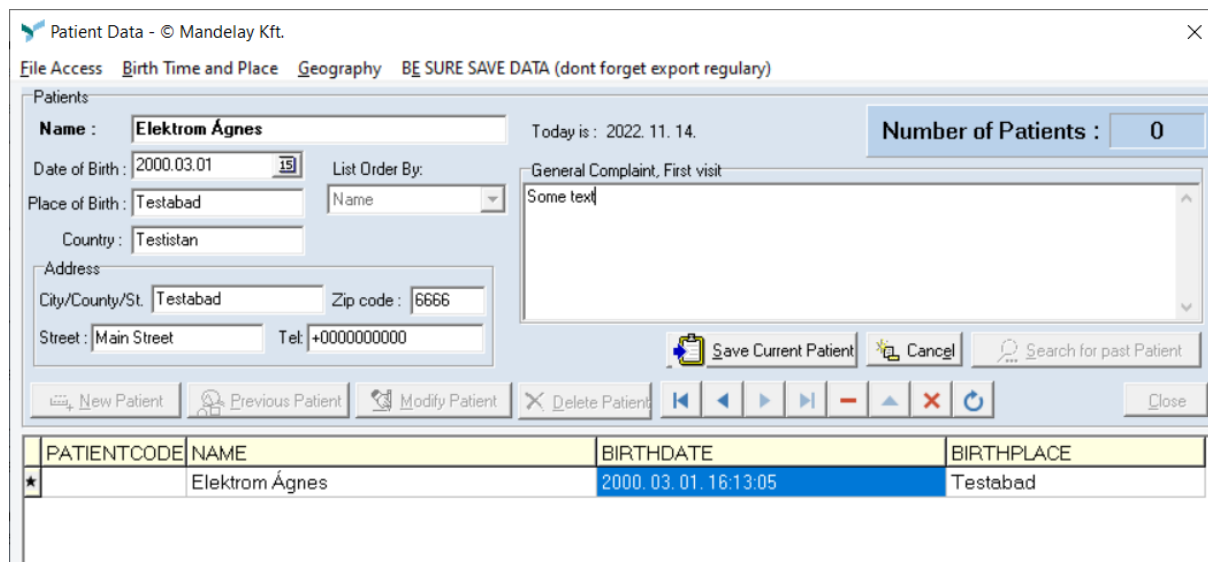 Patient Data - © Mandelay Kft.
File Access Birth Time and Place Geography BE SURE SAVE DATA (dont forget export regulary)
Patients
Name : Elektrom Ágnes
Today is : 2022. 11. 14.
Number of Patients : 0
Date of Birth : 2000.03.01 15
List Order By:
Place of Birth : Testabad
Name
Country : Testistan
General Complaint, First visit
Some text
Address
City/County/St. Testabad Zip code : 6666
Street : Main Street Tel: +0000000000
Save Current Patient Cancel Search for past Patient
New Patient Previous Patient Modify Patient Delete Patient Close
PATIENTCODE NAME BIRTHDATE BIRTHPLACE
Elektrom Ágnes 2000. 03. 01. 16:13:05 Testabad